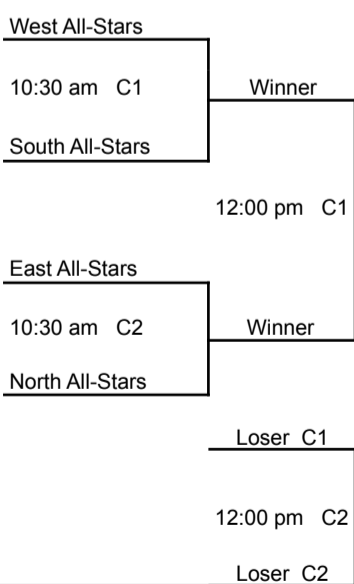 West All-Stars
10:30 am C1
Winner
South All-Stars
12:00 pm C1
East All-Stars
10:30 am C2
Winner
North All-Stars
Loser C1
12:00 pm C2
Loser C2